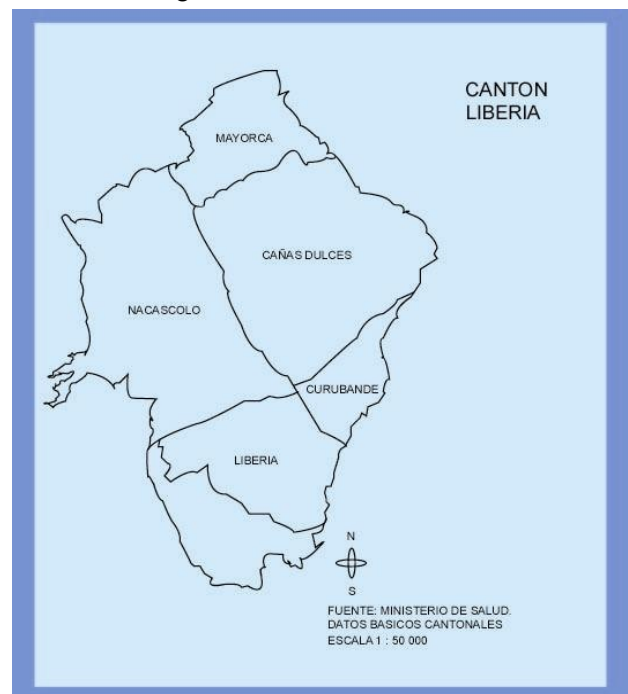 CANTON
LIBERIA
MAYORCA
CAÑAS DULCES
NACASCOLO
CURUBANDE
LIBERIA
N
S
FUENTE: MINISTERIO DE SALUD.
DATOS BASICOS CANTONALES
ESCALA 1 : 50 000